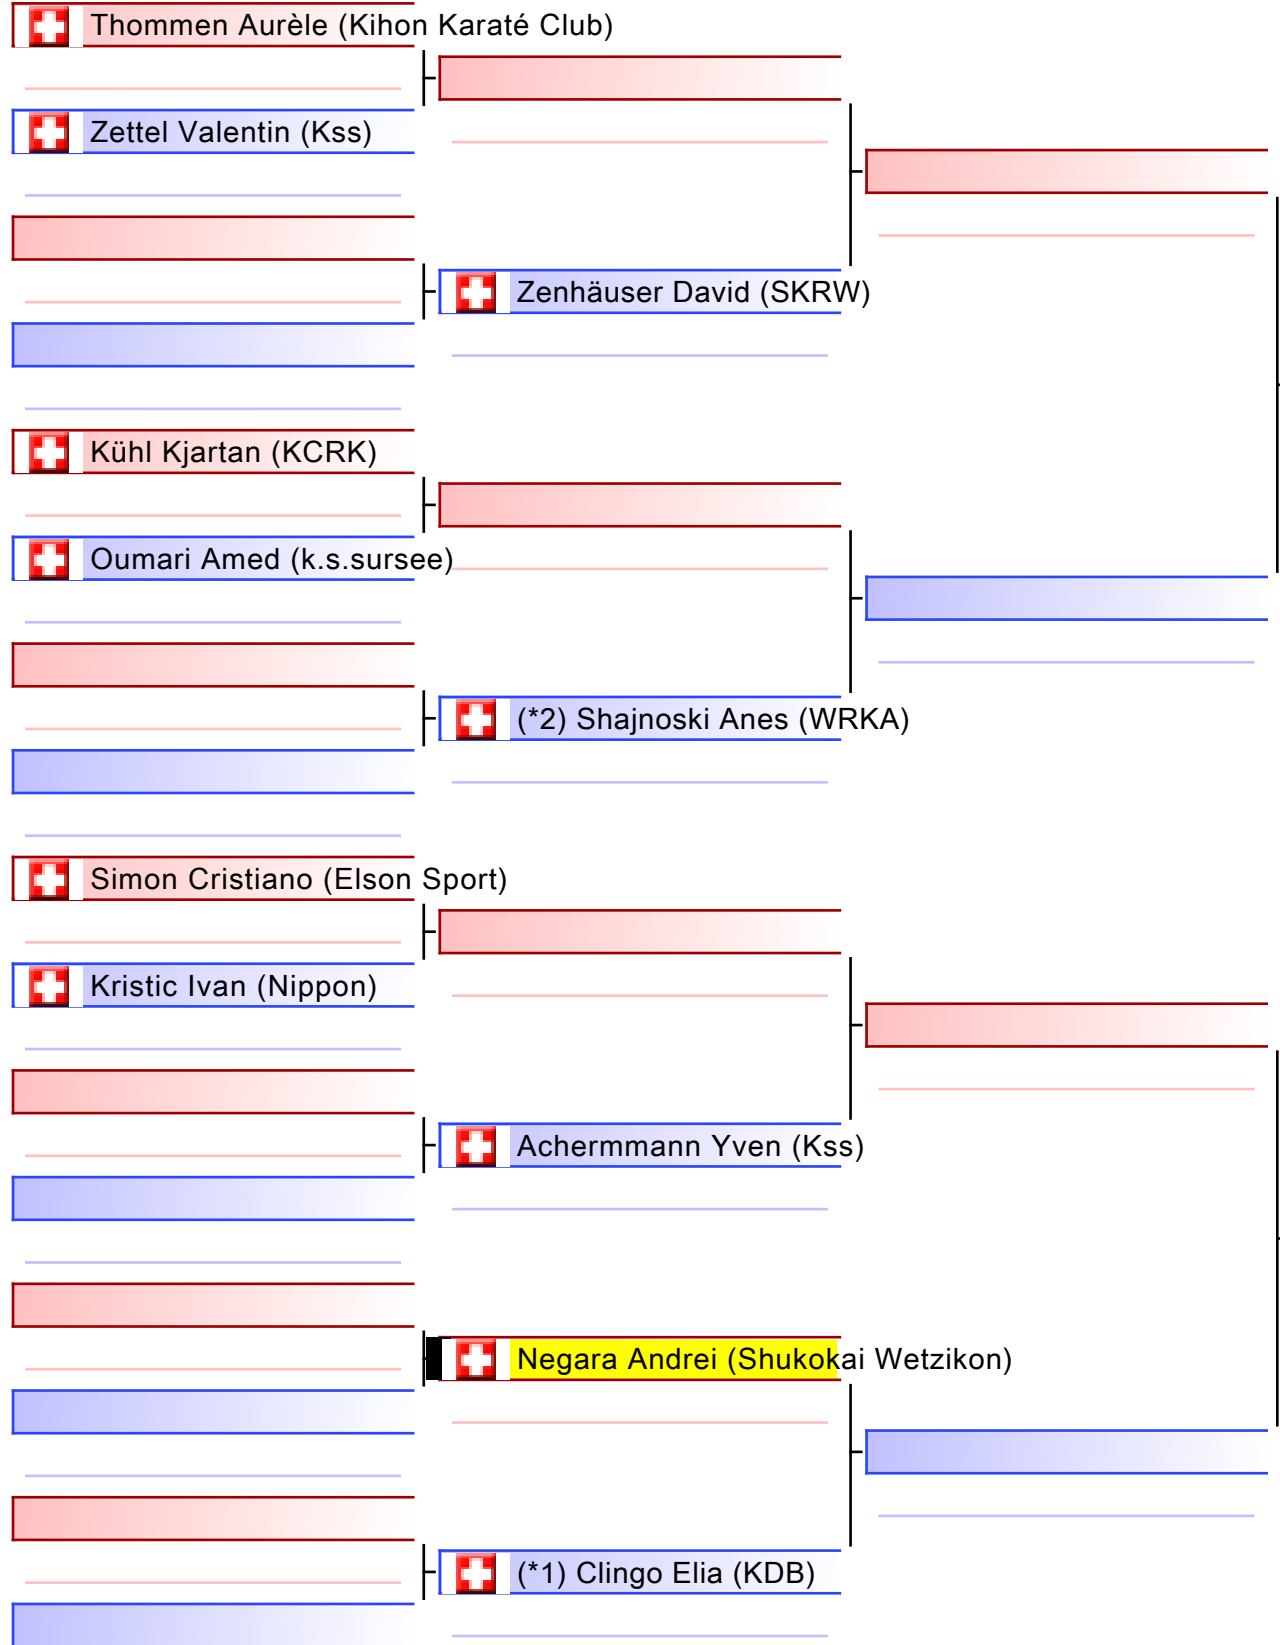 Thommen Aurèle (Kihon Karaté Club)
Zettel Valentin (Kss)
Zenhäuser David (SKRW)
Kühl Kjartan (KCRK)
Oumari Amed (k.s.sursee)
(*2) Shajnoski Anes (WRKA)
Simon Cristiano (Elson Sport)
Kristic Ivan (Nippon)
Achermmann Yven (Kss)
Negara Andrei (Shukokai Wetzikon)
(*1) Clingo Elia (KDB)